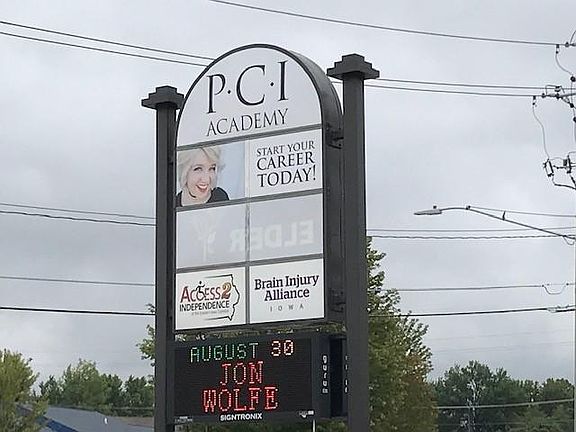 P·C·I
ACADEMY
START YOUR
CAREER
TODAY!
ELDER
ACCESS2
INDEPENDENCE
Brain Injury
Alliance
IOWA
AUGUST 30
JON
WOLFE
SIGNTRONIX